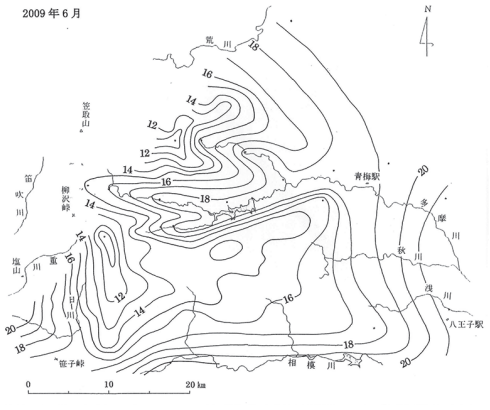 2009年6月
N
荒川
18
16
14
12
12
14
16
18
笠取山
笛吹川
柳沢峠
14
青梅駅
20
多摩川
秋川
浅川
八王子駅
塩山
重川
14
16
日川
12
14
16
20
18
18
20
笹子峠
相模川
0 10 20 km